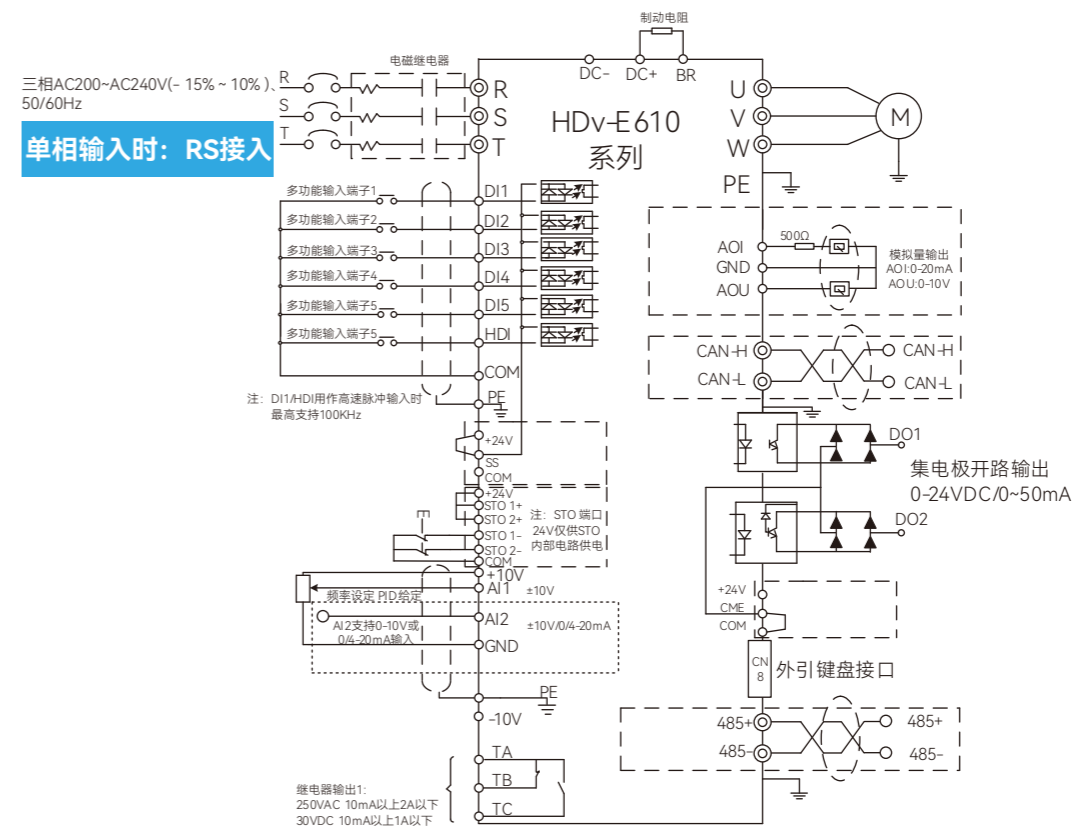 制动电阻
DC-
DC+
BR
电磁继电器
三相AC200~AC240V(- 15% ~ 10% )、
50/60Hz
R
S
T
R
S
T
单相输入时：RS接入
HDv-E610
系列
U
V
W
M
PE
多功能输入端子1
DI1
多功能输入端子2
DI2
多功能输入端子3
DI3
多功能输入端子4
DI4
多功能输入端子5
DI5
多功能输入端子5
HDI
COM
PE
注：DI1/HDI用作高速脉冲输入时
最高支持100KHz
+24V
SS
COM
+24V
STO 1+
STO 2+
STO 1-
STO 2-
COM
注：STO 端口
24V仅供STO
内部电路供电
+10V
AI1
±10V
频率设定 PID给定
AI2支持0-10V或
0/4-20mA输入
AI2
±10V/0/4-20mA
GND
PE
-10V
TA
TB
TC
继电器输出1:
250VAC 10mA以上2A以下
30VDC 10mA以上1A以下
AOI
500Ω
GND
AOU
模拟量输出
AOI:0-20mA
AOU:0-10V
CAN-H
CAN-H
CAN-L
CAN-L
DO1
集电极开路输出
0-24VDC/0~50mA
DO2
+24V
CME
COM
CN
8
外引键盘接口
485+
485+
485-
485-